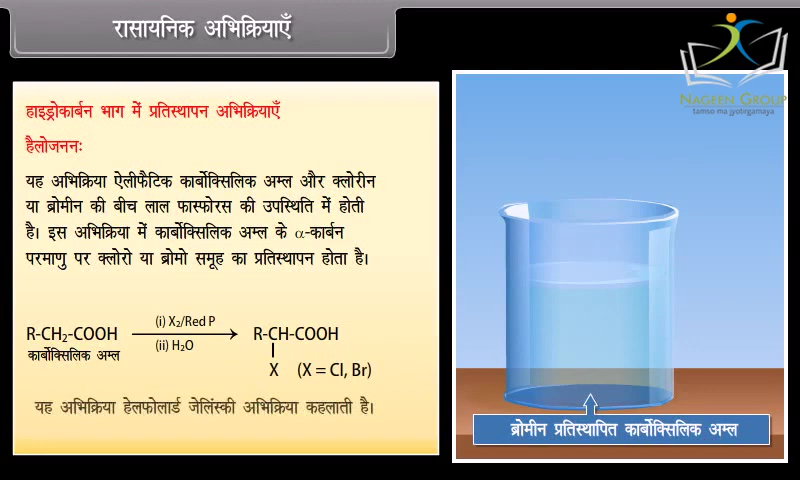 रासायनिक अभिक्रियाएँ
NAGEEN GROUP
tamso ma jyotirgamaya
हाइड्रोकार्बन भाग में प्रतिस्थापन अभिक्रियाएँ
हैलोजननः
यह अभिक्रिया ऐलीफैटिक कार्बोक्सिलिक अम्ल और क्लोरीन
या ब्रोमीन की बीच लाल फास्फोरस की उपस्थिति में होती
है। इस अभिक्रिया में कार्बोक्सिलिक अम्ल के α-कार्बन
परमाणु पर क्लोरो या ब्रोमो समूह का प्रतिस्थापन होता है।
(i) X₂/Red P
R-CH₂-COOH R-CH-COOH
(ii) H₂O
कार्बोक्सिलिक अम्ल
X (X = Cl, Br)
यह अभिक्रिया हेलफोलार्ड जेलिंस्की अभिक्रिया कहलाती है।
ब्रोमीन प्रतिस्थापित कार्बोक्सिलिक अम्ल